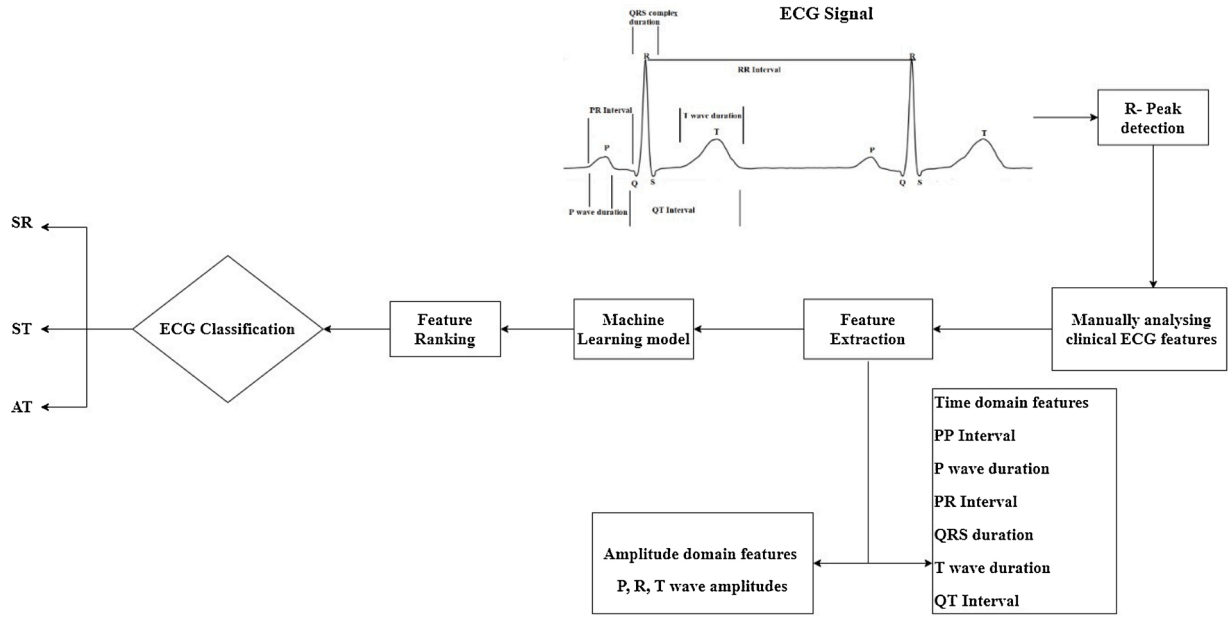 ECG Signal
QRS complex
duration
R
R
RR Interval
PR Interval
T wave duration
P
T
P
T
Q
S
Q
S
P wave duration
QT Interval
R- Peak
detection
Manually analysing
clinical ECG features
Feature
Extraction
Machine
Learning model
Feature
Ranking
ECG Classification
SR
ST
AT
Time domain features
PP Interval
P wave duration
PR Interval
QRS duration
T wave duration
QT Interval
Amplitude domain features
P, R, T wave amplitudes